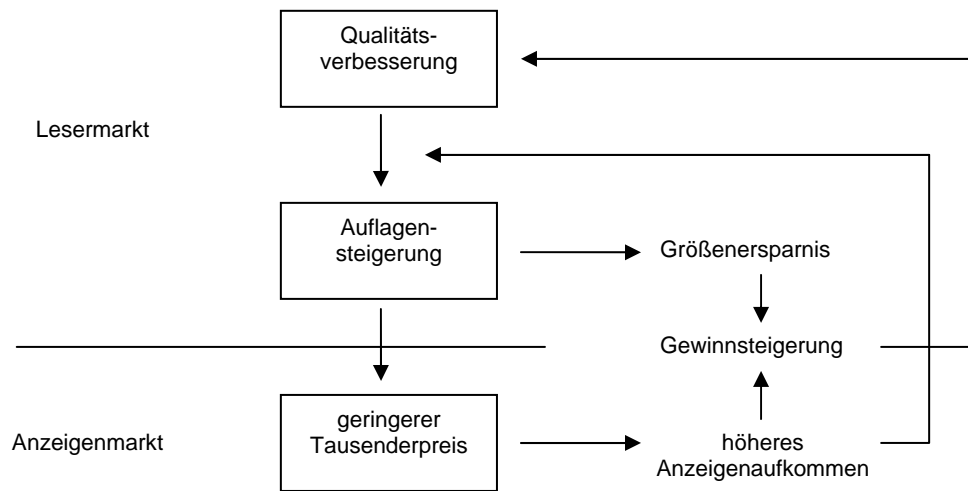 Qualitäts-
verbesserung
Lesermarkt
Auflagen-
steigerung
Größenersparnis
Gewinnsteigerung
Anzeigenmarkt
geringerer
Tausenderpreis
höheres
Anzeigenaufkommen